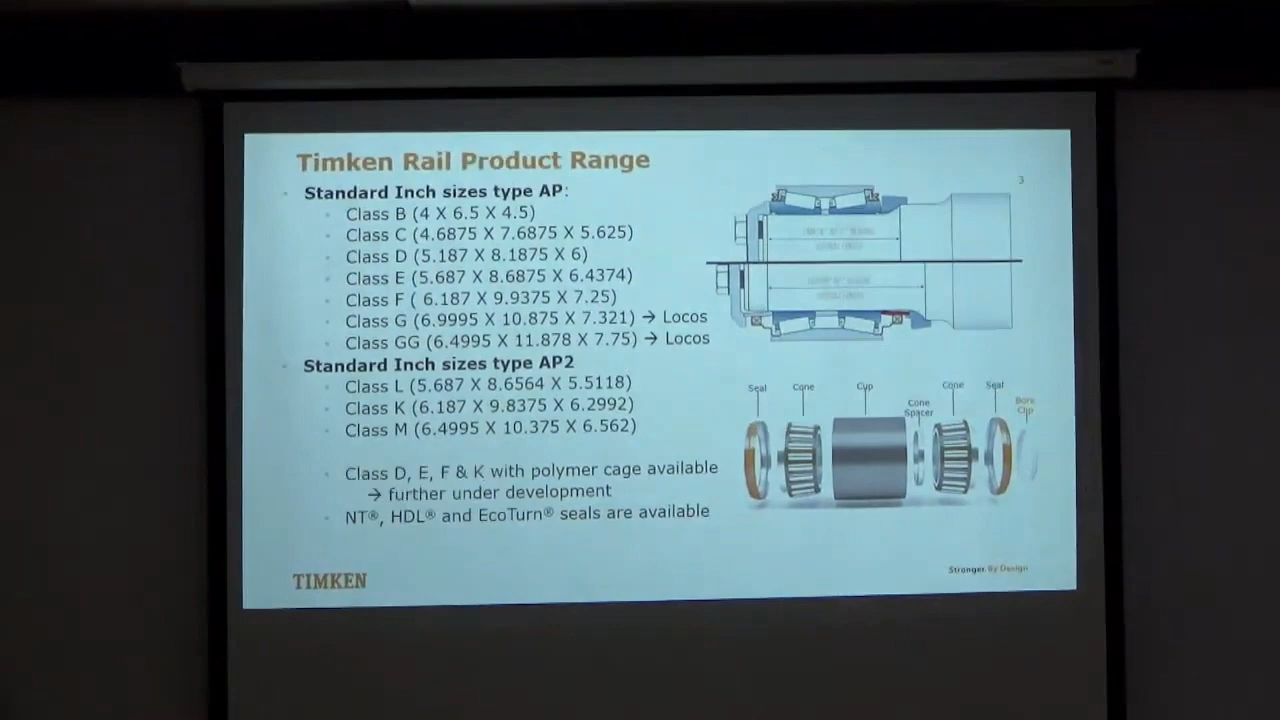 Timken Rail Product Range
3
Standard Inch sizes type AP:
Class B (4 X 6.5 X 4.5)
Class C (4.6875 X 7.6875 X 5.625)
Class D (5.187 X 8.1875 X 6)
Class E (5.687 X 8.6875 X 6.4374)
Class F ( 6.187 X 9.9375 X 7.25)
Class G (6.9995 X 10.875 X 7.321) → Locos
Class GG (6.4995 X 11.878 X 7.75) → Locos
Standard Inch sizes type AP2
Class L (5.687 X 8.6564 X 5.5118)
Class K (6.187 X 9.8375 X 6.2992)
Class M (6.4995 X 10.375 X 6.562)
Class D, E, F & K with polymer cage available
→ further under development
NT®, HDL® and EcoTurn® seals are available
Seal
Cone
Cup
Cone
Spacer
Cone
Seal
Bore
Clip
TIMKEN
Stronger. By Design.